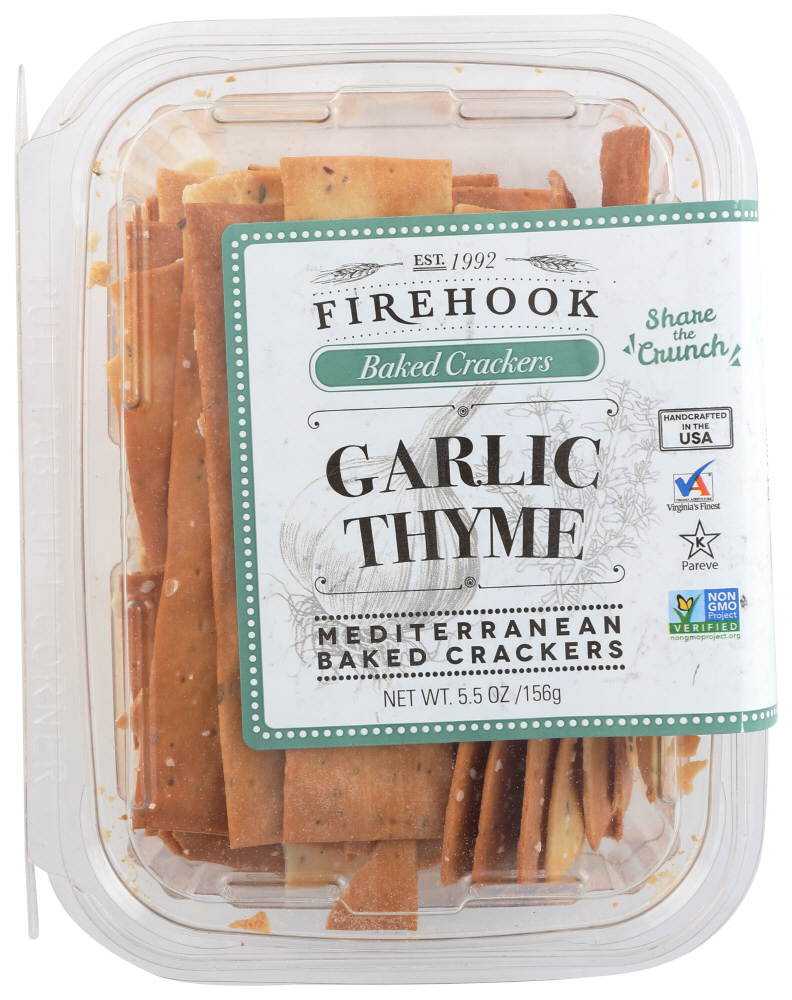 EST. 1992
FIREHOOK
Baked Crackers
GARLIC
THYME
MEDITERRANEAN
BAKED CRACKERS
NET WT. 5.5 OZ /156g
Share
the
Crunch
HANDCRAFTED
IN THE
USA
Virginia's Finest
K
Pareve
NON
GMO
Project
VERIFIED
nongmoproject.org